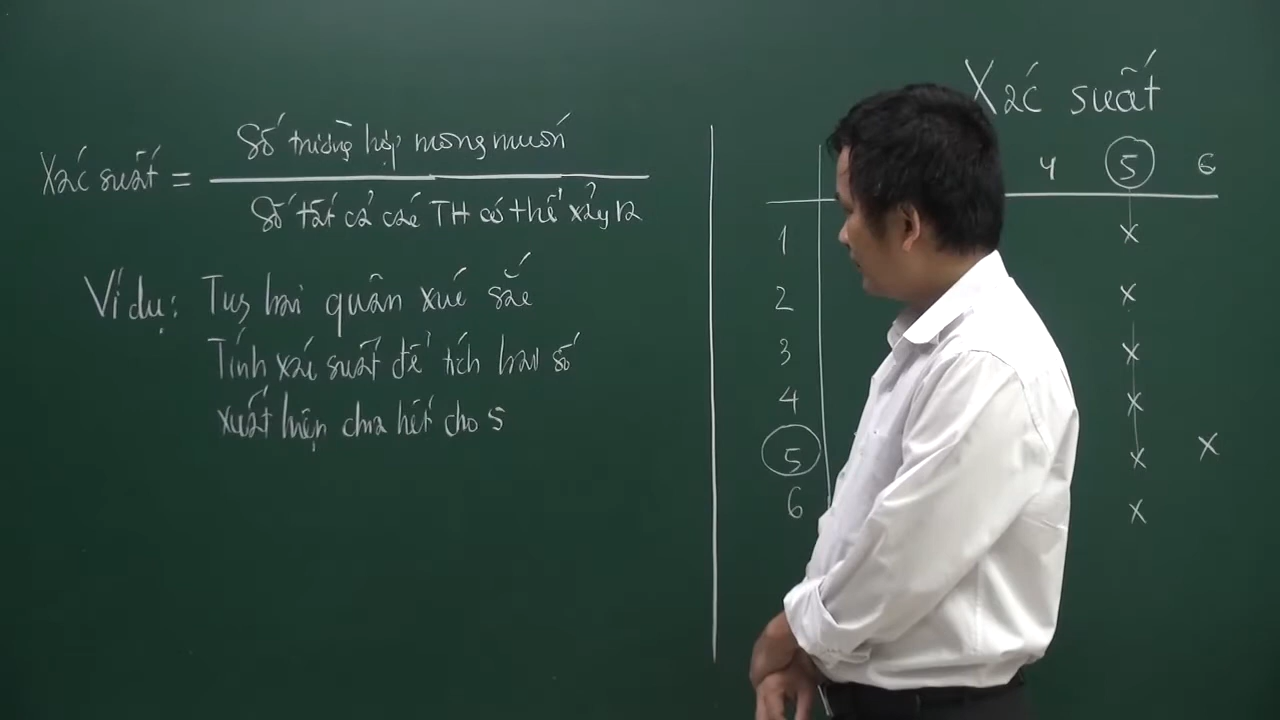 Xác suất = Số trường hợp mong muốn
Số tất cả các TH có thể xảy ra
Ví dụ: Tung hai quân xúc sắc
Tính xác suất để tích hai số
xuất hiện chia hết cho 5
Xác suất
4 5 6
1 x
2 x
3 x
4 x
5 x x
6 x